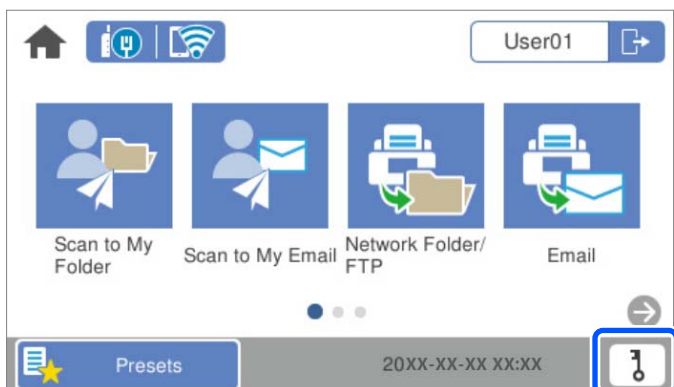 User01
Scan to My
Folder
Scan to My Email
Network Folder/
FTP
Email
Presets
20XX-XX-XX XX:XX